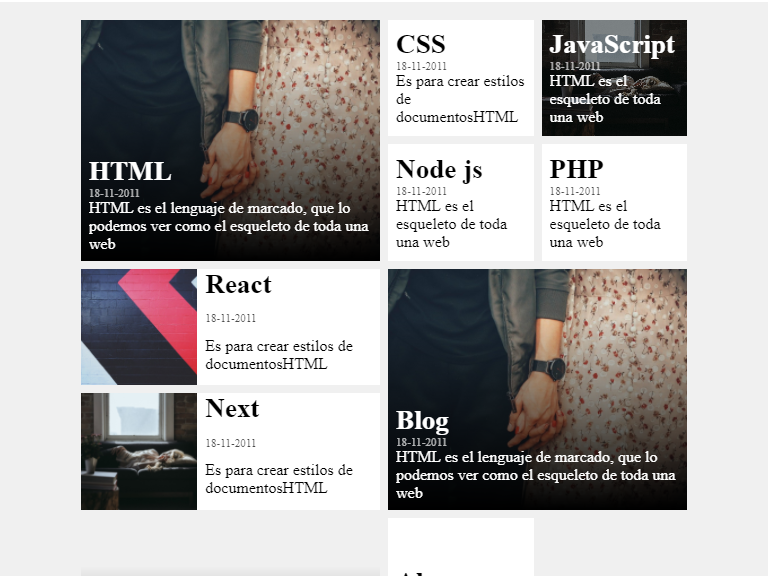 HTML
18-11-2011
HTML es el lenguaje de marcado, que lo
podemos ver como el esqueleto de toda una
web
CSS
18-11-2011
Es para crear estilos
de
documentosHTML
JavaScript
18-11-2011
HTML es el
esqueleto de toda
una web
Node js
18-11-2011
HTML es el
esqueleto de toda
una web
PHP
18-11-2011
HTML es el
esqueleto de toda
una web
React
18-11-2011
Es para crear estilos de
documentosHTML
Next
18-11-2011
Es para crear estilos de
documentosHTML
Blog
18-11-2011
HTML es el lenguaje de marcado, que lo
podemos ver como el esqueleto de toda una
web